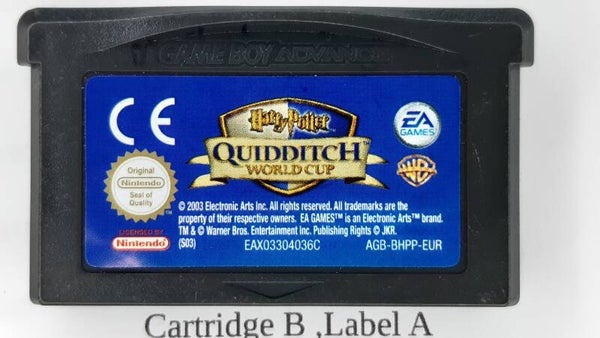 GAME BOY ADVANCE
CE
Harry Potter
QUIDDITCH
WORLD CUP
EA
GAMES
WB
Original
Nintendo
Seal of
Quality
LICENSED BY
Nintendo
© 2003 Electronic Arts Inc. All rights reserved. All trademarks are the
property of their respective owners. EA GAMES™ is an Electronic Arts™ brand.
TM & © Warner Bros. Entertainment Inc. Publishing Rights © JKR.
(S03)
EAX03304036C
AGB-BHPP-EUR
Cartridge B ,Label A